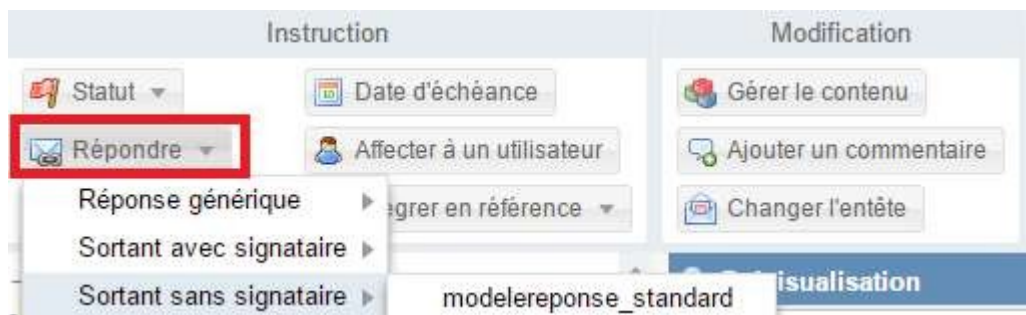 Instruction Modification
Statut Date d'échéance Gérer le contenu
Répondre Affecter à un utilisateur Ajouter un commentaire
Réponse générique égrer en référence Changer l'entête
Sortant avec signataire
Sortant sans signataire modelereponse_standard isualisation